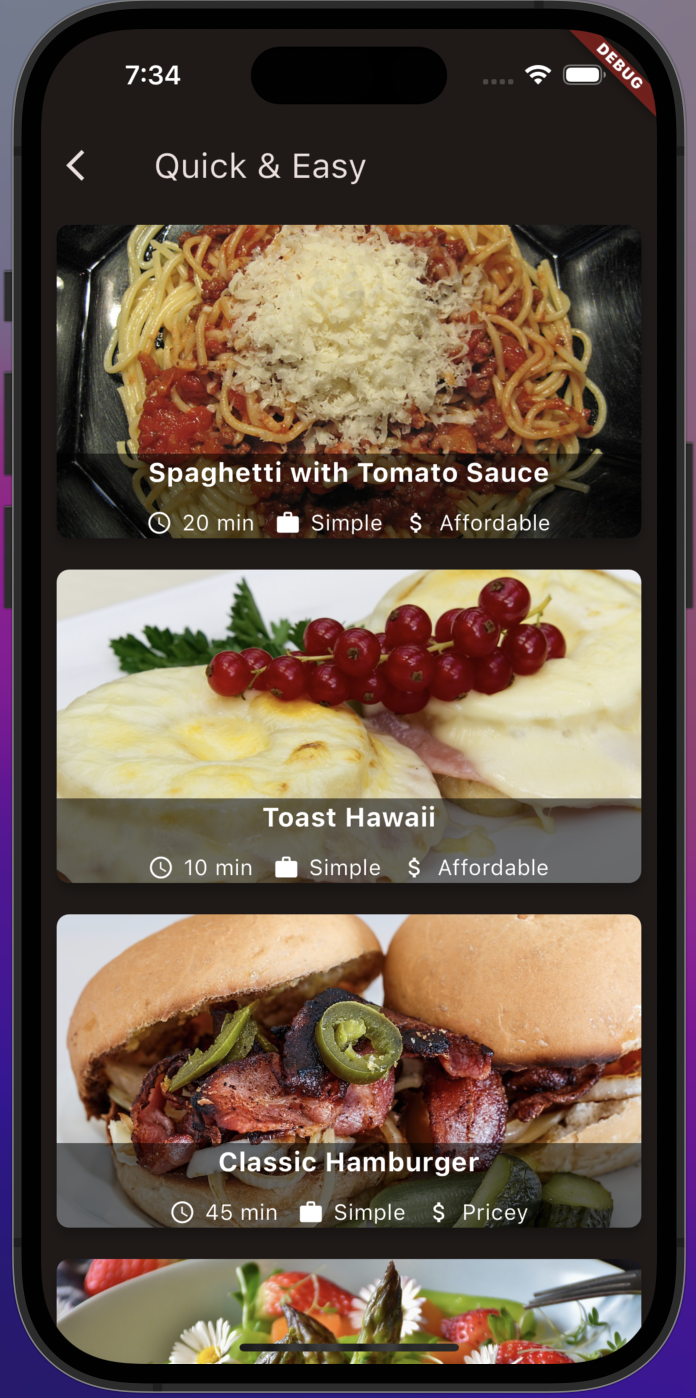 7:34
DEBUG
Quick & Easy
Spaghetti with Tomato Sauce
20 min Simple $ Affordable
Toast Hawaii
10 min Simple $ Affordable
Classic Hamburger
45 min Simple $ Pricey